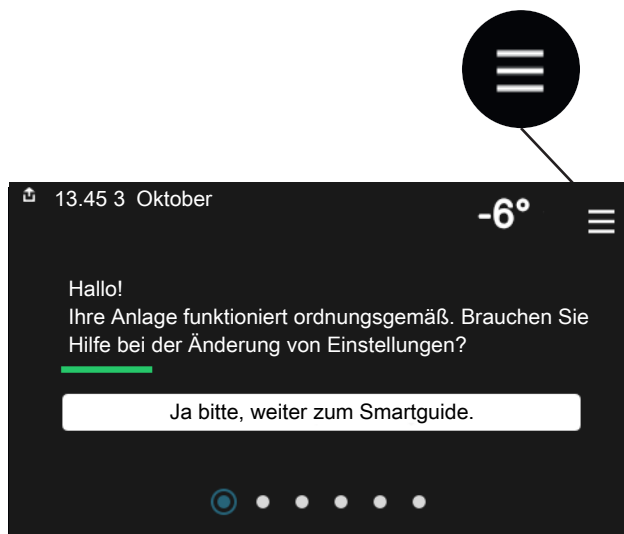 13.45 3 Oktober
-6°
Hallo!
Ihre Anlage funktioniert ordnungsgemäß. Brauchen Sie
Hilfe bei der Änderung von Einstellungen?
Ja bitte, weiter zum Smartguide.